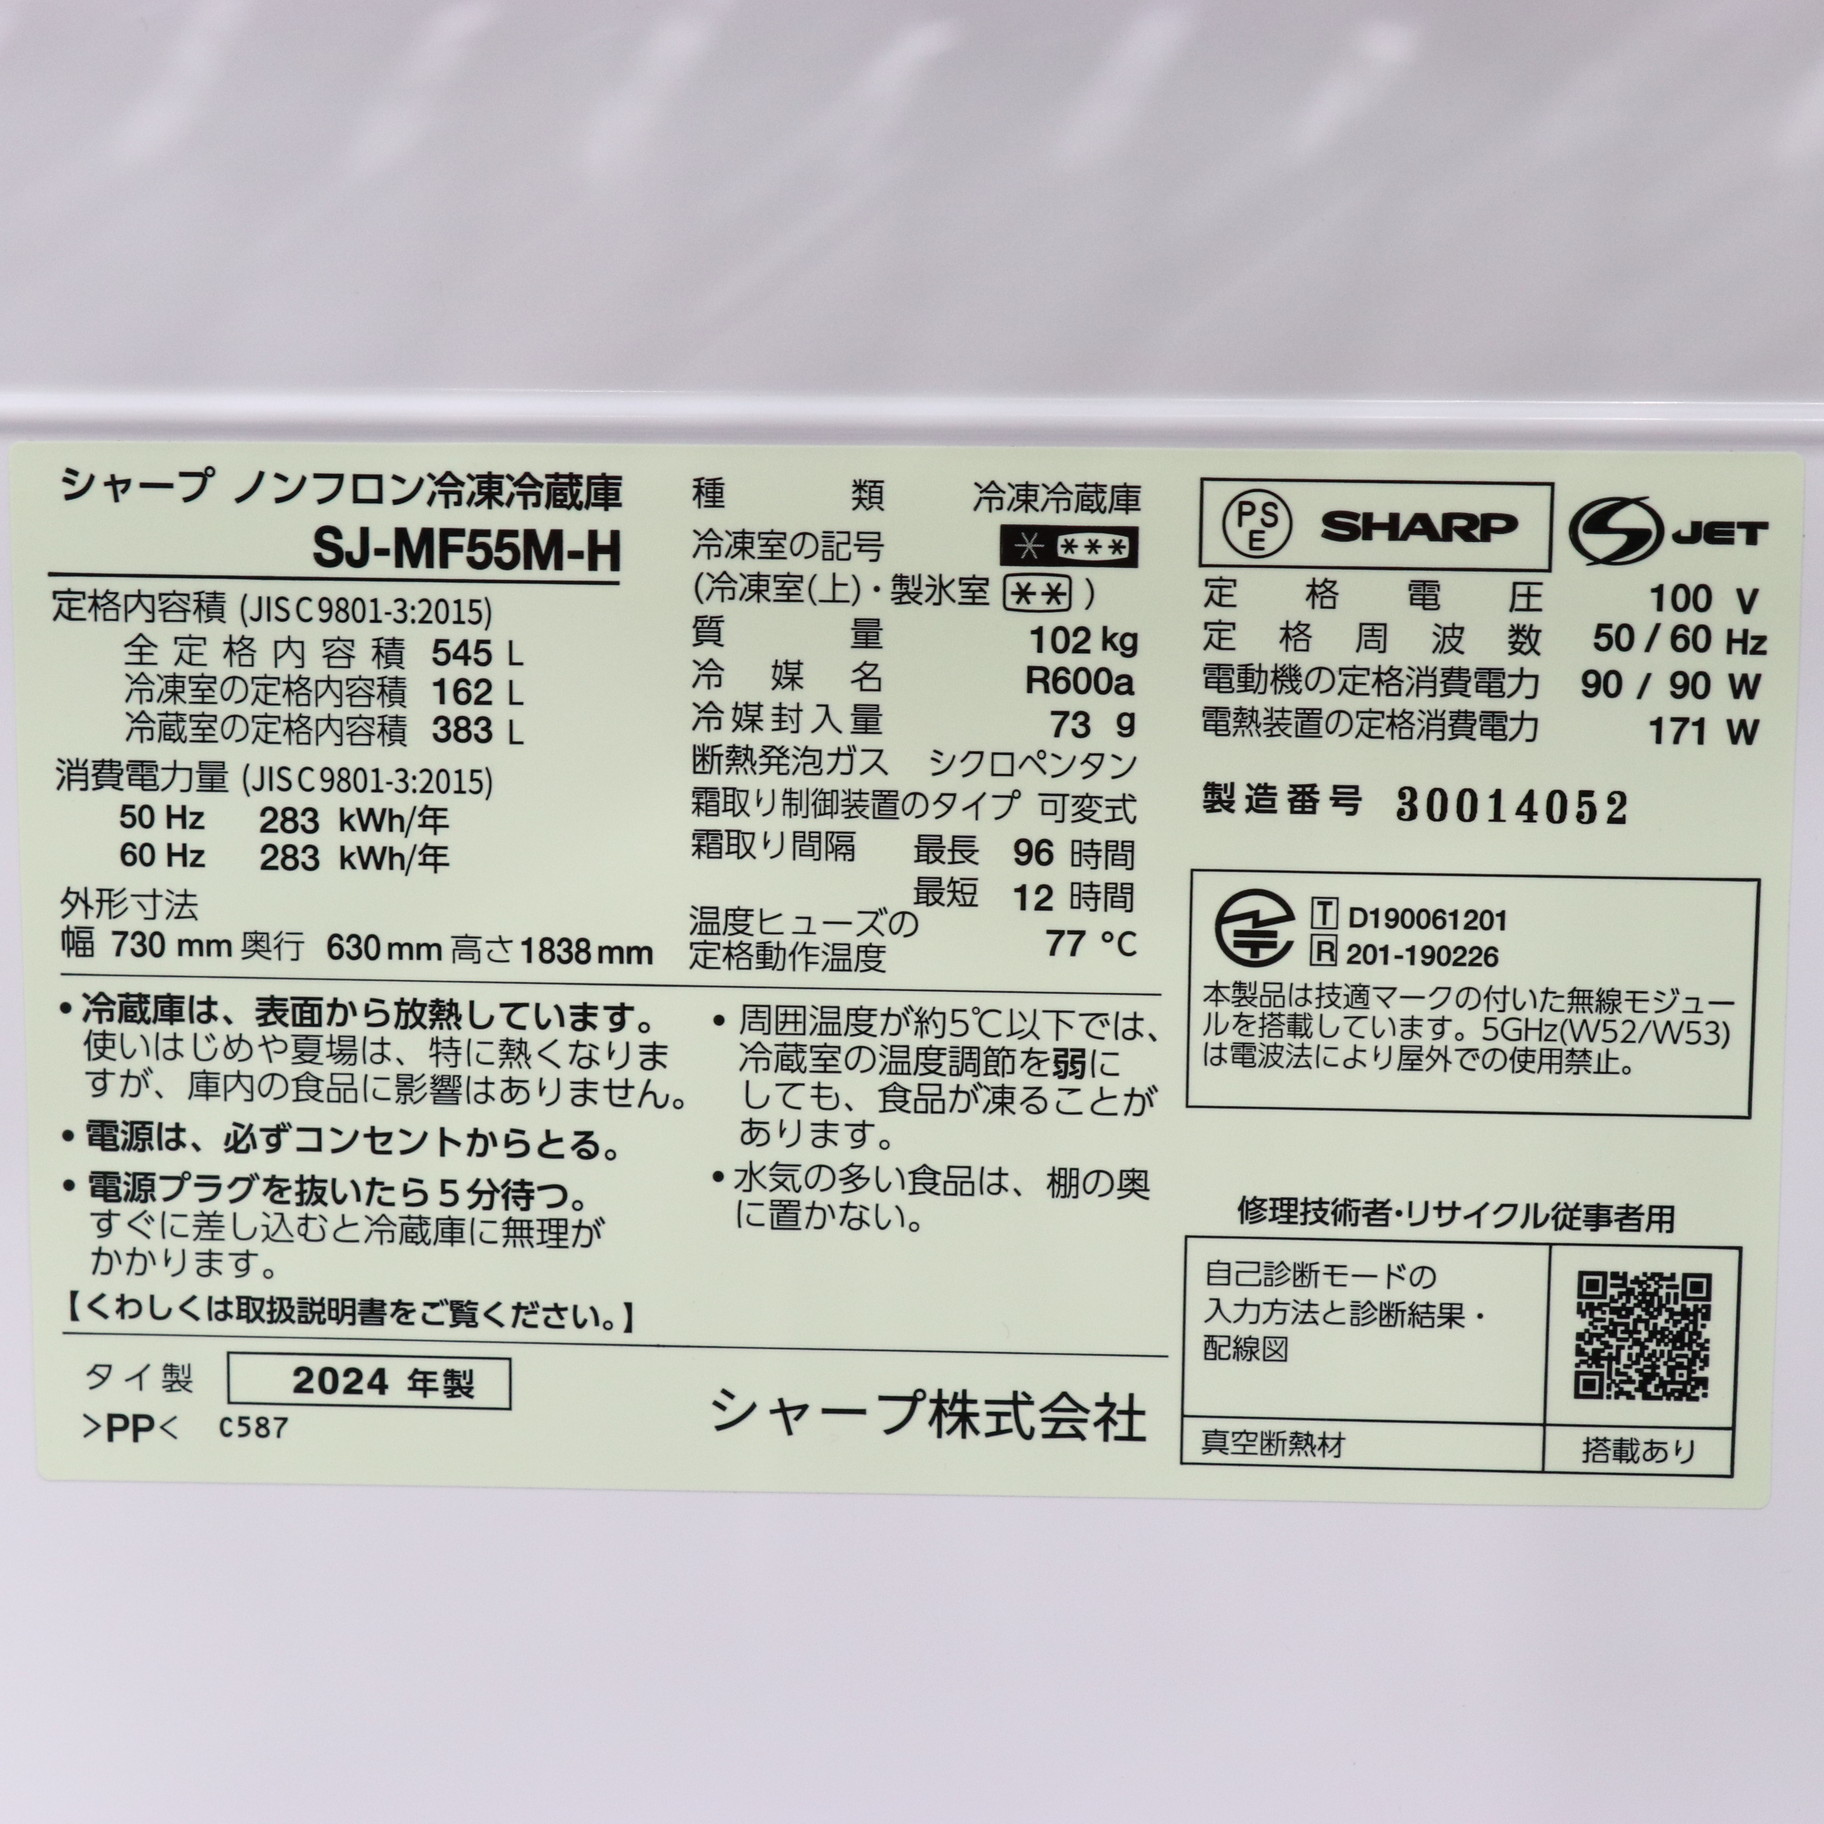 シャープ ノンフロン冷凍冷蔵庫
SJ-MF55M-H
定格内容積 (JIS C 9801-3:2015)
全定格内容積 545 L
冷凍室の定格内容積 162 L
冷蔵室の定格内容積 383 L
消費電力量 (JIS C 9801-3:2015)
50 Hz 283 kWh/年
60 Hz 283 kWh/年
外形寸法
幅 730 mm 奥行 630 mm 高さ 1838 mm
種類 冷凍冷蔵庫
冷凍室の記号 * ***
(冷凍室(上)・製氷室 ** )
質量 102 kg
冷媒名 R600a
冷媒封入量 73 g
断熱発泡ガス シクロペンタン
霜取り制御装置のタイプ 可変式
霜取り間隔 最長 96 時間
最短 12 時間
温度ヒューズの
定格動作温度 77 °C
PSE SHARP S-JET
定格電圧 100 V
定格周波数 50 / 60 Hz
電動機の定格消費電力 90 / 90 W
電熱装置の定格消費電力 171 W
製造番号 30014052
T D190061201
R 201-190226
本製品は技適マークの付いた無線モジュー
ルを搭載しています。5GHz(W52/W53)
は電波法により屋外での使用禁止。
• 冷蔵庫は、表面から放熱しています。
使いはじめや夏場は、特に熱くなりま
すが、庫内の食品に影響はありません。
• 電源は、必ずコンセントからとる。
• 電源プラグを抜いたら5分待つ。
すぐに差し込むと冷蔵庫に無理が
かかります。
【くわしくは取扱説明書をご覧ください。】
• 周囲温度が約5℃以下では、
冷蔵室の温度調節を弱に
しても、食品が凍ることが
あります。
• 水気の多い食品は、棚の奥
に置かない。
修理技術者・リサイクル従事者用
自己診断モードの
入力方法と診断結果・
配線図
真空断熱材 搭載あり
タイ製 2024 年製
>PP< C587
シャープ株式会社